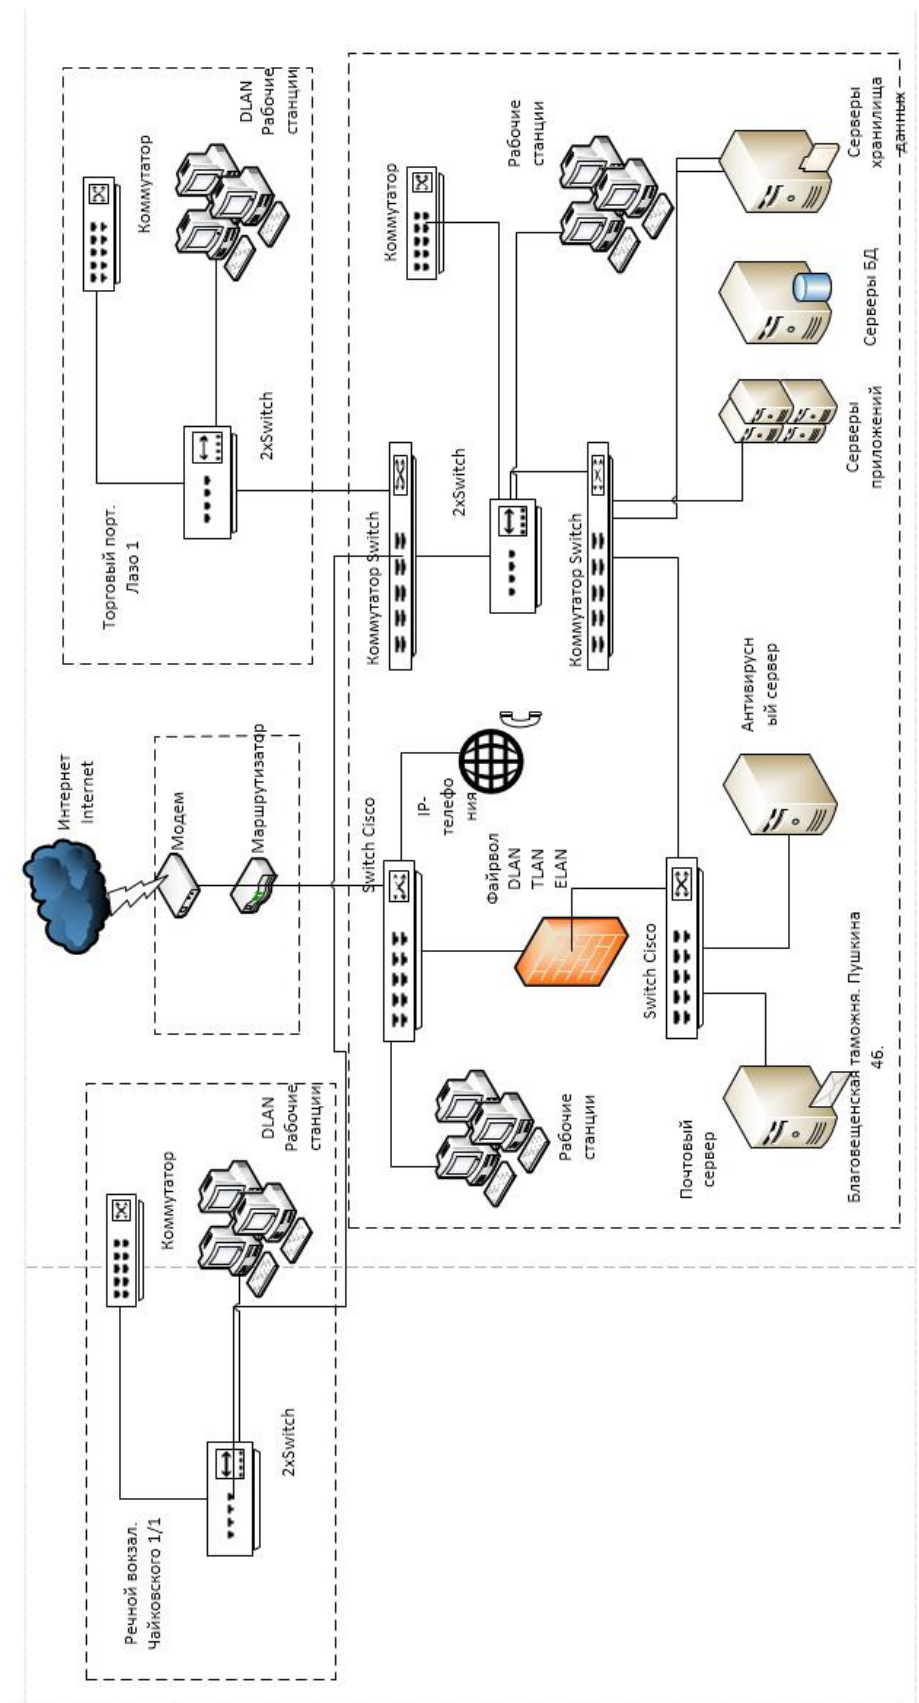 Речной вокзал.
Чайковского 1/1
2xSwitch
Коммутатор
DLAN
Рабочие
станции
Интернет
Internet
Модем
Маршрутизатор
Торговый порт.
Лазо 1
2xSwitch
Коммутатор
DLAN
Рабочие
станции
Switch Cisco
Рабочие
станции
IP-
телефо
ния
Файрвол
DLAN
TLAN
ELAN
Коммутатор Switch
2xSwitch
Коммутатор
Рабочие
станции
Коммутатор Switch
Switch Cisco
Почтовый
сервер
Антивирусн
ый сервер
Серверы
приложений
Серверы БД
Серверы
хранилища
данных
Благовещенская таможня. Пушкина
46.